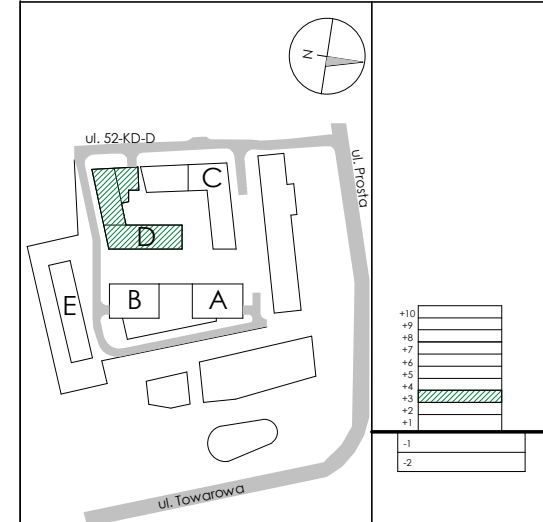 N
ul. 52-KD-D
C
ul. Prosta
D
E
B
A
ul. Towarowa
+10
+9
+8
+7
+6
+5
+4
+3
+2
+1
-1
-2